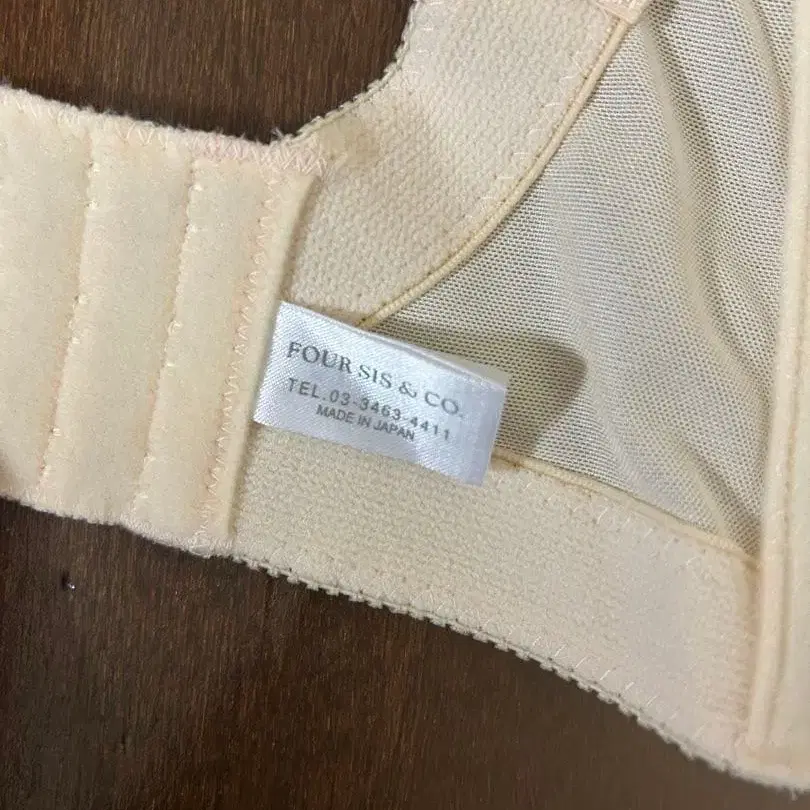 FOUR SIS & CO.
TEL.03-3463-4411
MADE IN JAPAN